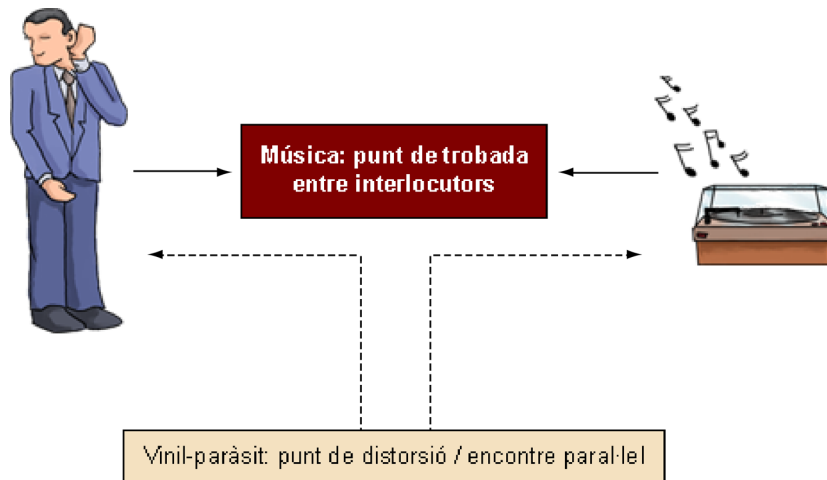 Música: punt de trobada
entre interlocutors
Vinil-paràsit: punt de distorsió / encontre paral·lel